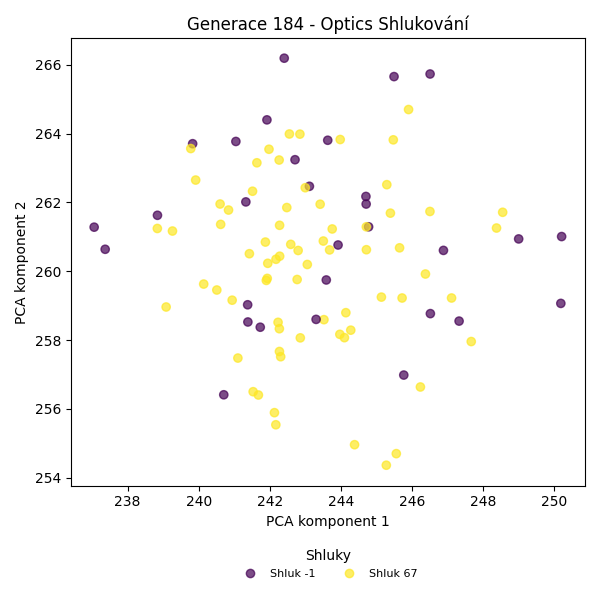 Generace 184 - Optics Shlukování
266
264
262
260
258
256
254
PCA komponent 2
238 240 242 244 246 248 250
PCA komponent 1
Shluky
Shluk -1 Shluk 67